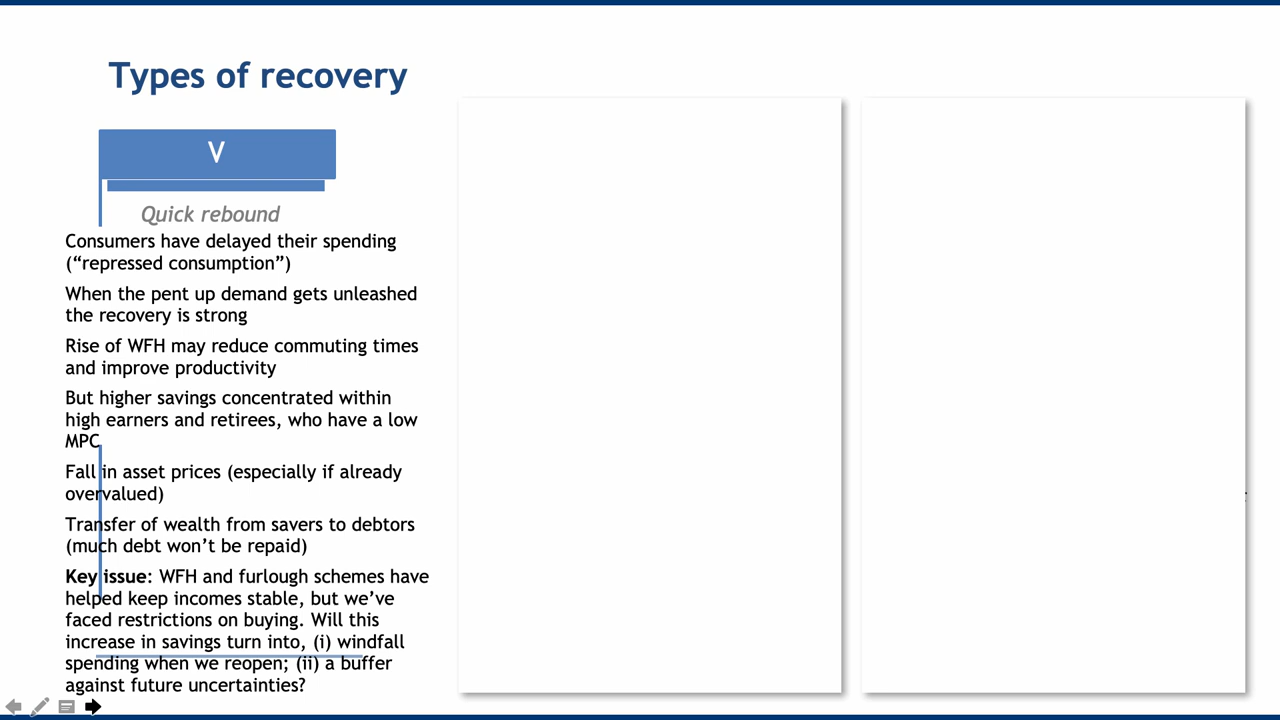 Types of recovery
V
Quick rebound
Consumers have delayed their spending
(“repressed consumption”)
When the pent up demand gets unleashed
the recovery is strong
Rise of WFH may reduce commuting times
and improve productivity
But higher savings concentrated within
high earners and retirees, who have a low
MPC
Fall in asset prices (especially if already
overvalued)
Transfer of wealth from savers to debtors
(much debt won’t be repaid)
Key issue: WFH and furlough schemes have
helped keep incomes stable, but we’ve
faced restrictions on buying. Will this
increase in savings turn into, (i) windfall
spending when we reopen; (ii) a buffer
against future uncertainties?